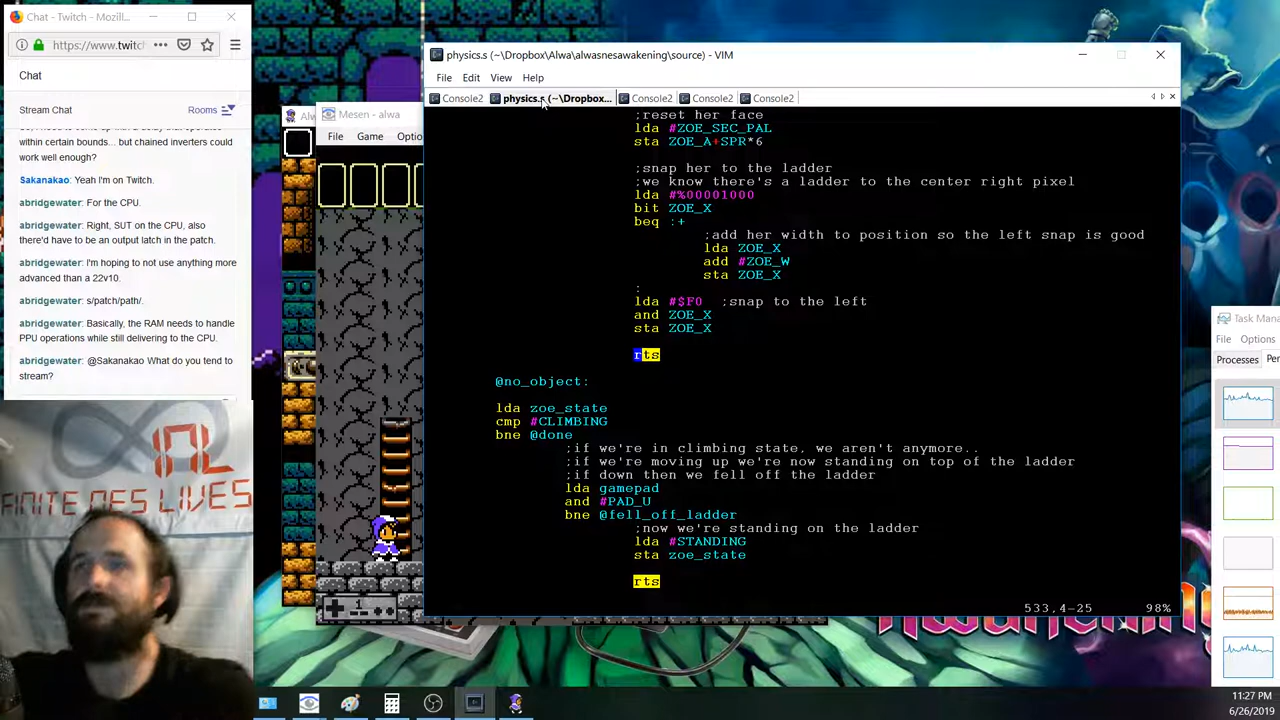 Chat - Twitch - Mozill...
https://www.twitch
Chat
Stream Chat
Rooms
within certain bounds... but chained inverters could
work well enough?
Sakanakao: Yeah I'm on Twitch.
abridgewater: For the CPU.
abridgewater: Right, SUT on the CPU, also
there'd have to be an output latch in the patch.
abridgewater: I'm hoping to not use anything more
advanced than a 22v10.
abridgewater: s/patch/path/.
abridgewater: Basically, the RAM needs to handle
PPU operations while still delivering to the CPU.
abridgewater: @Sakanakao What do you tend to
stream?
FAITE DES LIVES
Alw
Mesen - alwa
File Game Optio
1
physics.s (~\Dropbox\Alwa\alwasnesawakening\source) - VIM
File Edit View Help
Console2 physics.s (~\Dropbox... Console2 Console2 Console2
;reset her face
lda #ZOE_SEC_PAL
sta ZOE_A+SPR*6
;snap her to the ladder
;we know there's a ladder to the center right pixel
lda #%00001000
bit ZOE_X
beq :+
;add her width to position so the left snap is good
lda ZOE_X
add #ZOE_W
sta ZOE_X
:
lda #$F0 ;snap to the left
and ZOE_X
sta ZOE_X
rts
@no_object:
lda zoe_state
cmp #CLIMBING
bne @done
;if we're in climbing state, we aren't anymore..
;if we're moving up we're now standing on top of the ladder
;if down then we fell off the ladder
lda gamepad
and #PAD_U
bne @fell_off_ladder
;now we're standing on the ladder
lda #STANDING
sta zoe_state
rts
533,4-25 98%
Task Mana
File Options
Processes Per
11:27 PM
6/26/2019